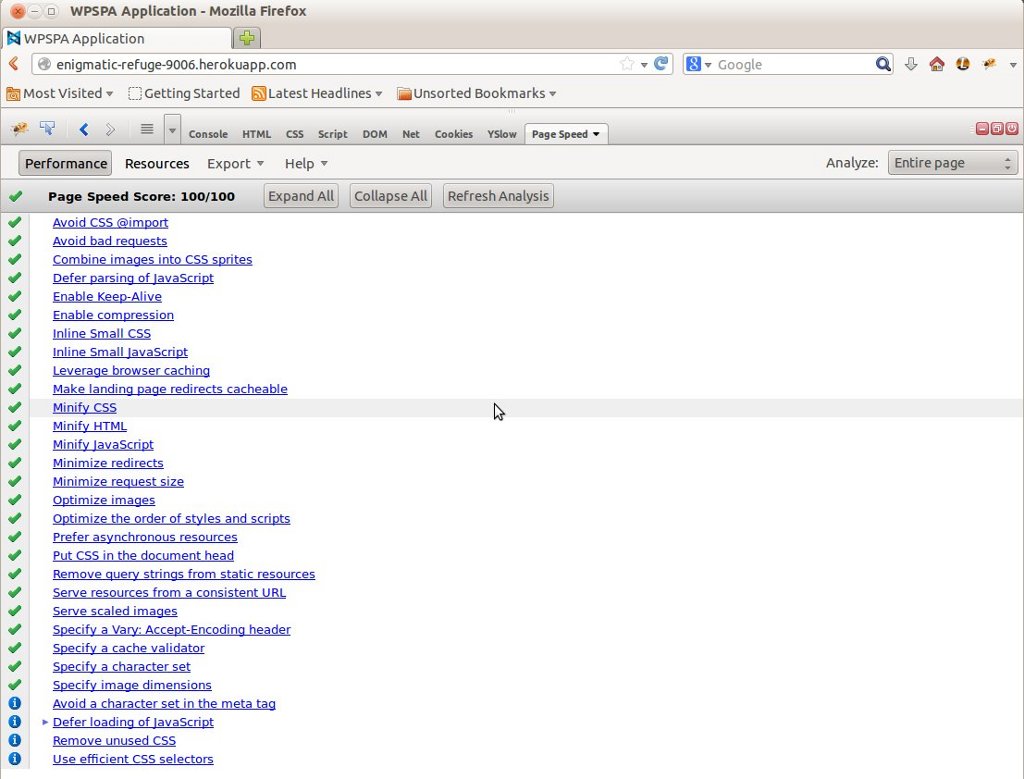 WPSPA Application - Mozilla Firefox
WPSPA Application
enigmatic-refuge-9006.herokuapp.com
Google
Most Visited Getting Started Latest Headlines Unsorted Bookmarks
Console HTML CSS Script DOM Net Cookies YSlow Page Speed
Performance Resources Export Help Analyze: Entire page
Page Speed Score: 100/100 Expand All Collapse All Refresh Analysis
Avoid CSS @import
Avoid bad requests
Combine images into CSS sprites
Defer parsing of JavaScript
Enable Keep-Alive
Enable compression
Inline Small CSS
Inline Small JavaScript
Leverage browser caching
Make landing page redirects cacheable
Minify CSS
Minify HTML
Minify JavaScript
Minimize redirects
Minimize request size
Optimize images
Optimize the order of styles and scripts
Prefer asynchronous resources
Put CSS in the document head
Remove query strings from static resources
Serve resources from a consistent URL
Serve scaled images
Specify a Vary: Accept-Encoding header
Specify a cache validator
Specify a character set
Specify image dimensions
Avoid a character set in the meta tag
Defer loading of JavaScript
Remove unused CSS
Use efficient CSS selectors